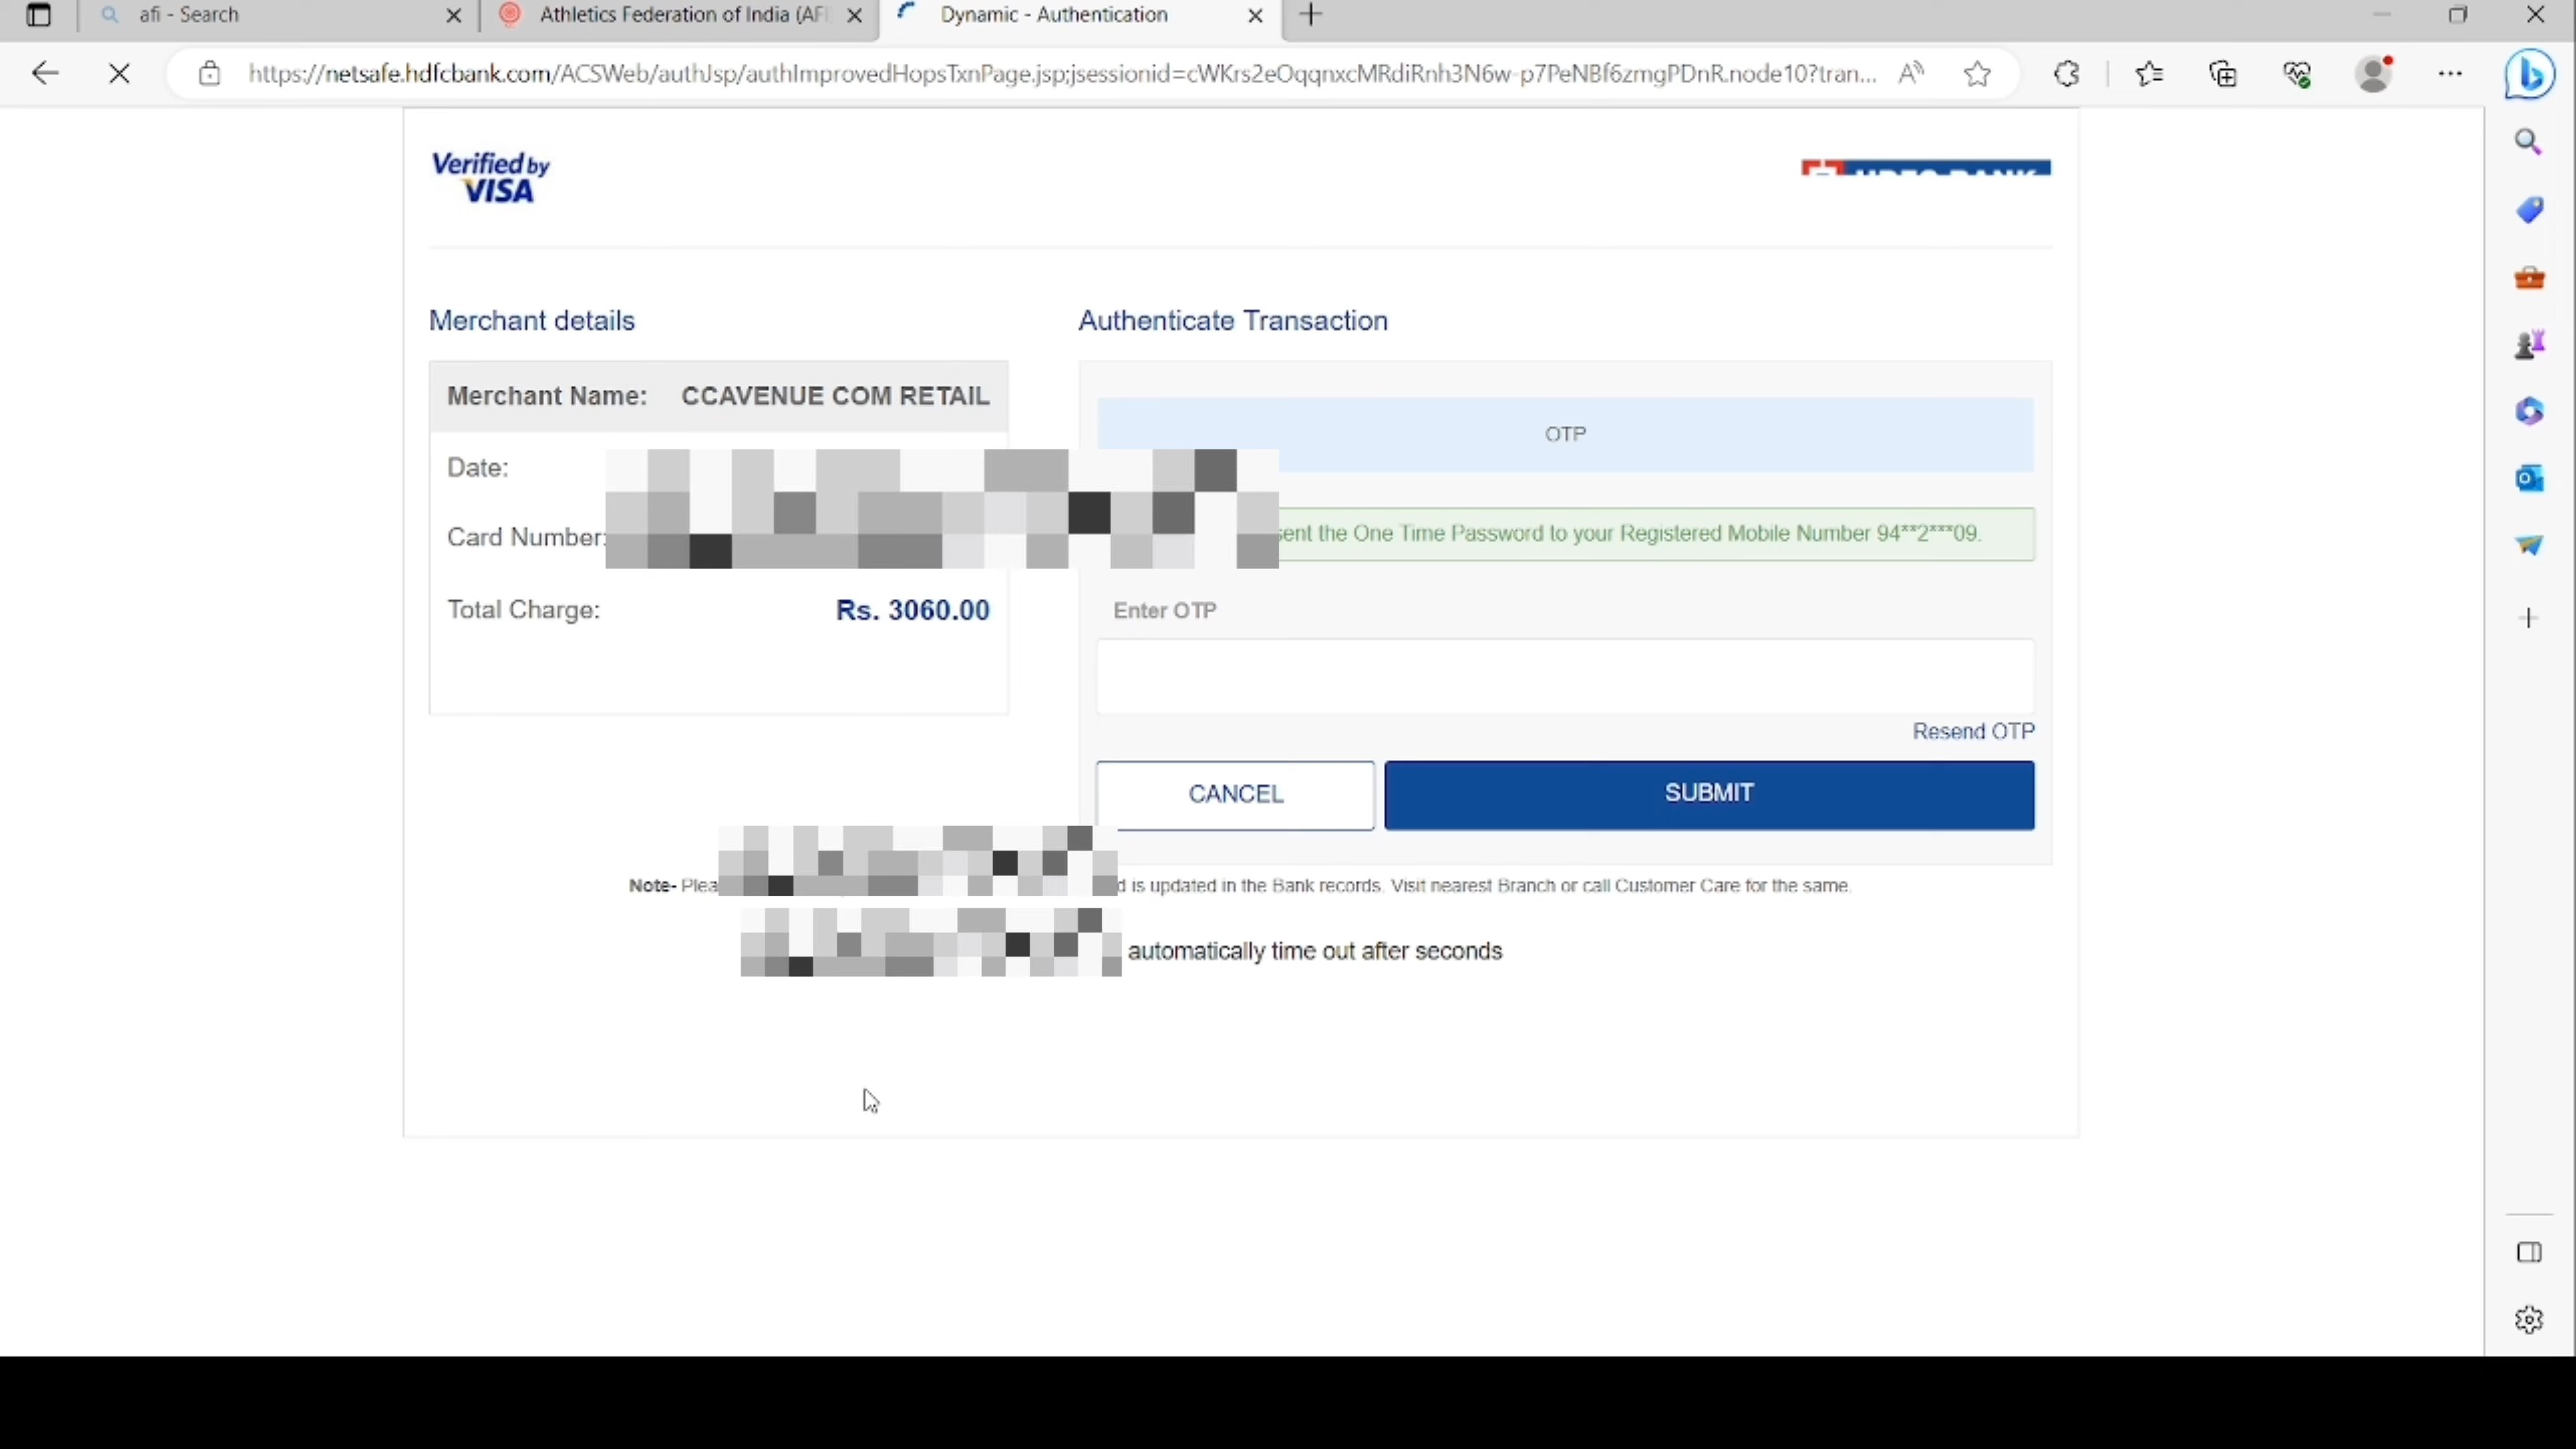 afi - Search
Athletics Federation of India (AFI
Dynamic - Authentication
https://netsafe.hdfcbank.com/ACSWeb/authJsp/authImprovedHopsTxnPage.jsp;jsessionid=cWKrs2eOqqnxcMRdiRnh3N6w-p7PeNBf6zmgPDnR.node10?tran...
Verified by
VISA
HDFC BANK
Merchant details
Authenticate Transaction
Merchant Name: CCAVENUE COM RETAIL
OTP
Date:
Card Number:
sent the One Time Password to your Registered Mobile Number 94**2***09.
Total Charge: Rs. 3060.00
Enter OTP
Resend OTP
CANCEL
SUBMIT
Note- is updated in the Bank records. Visit nearest Branch or call Customer Care for the same.
automatically time out after seconds